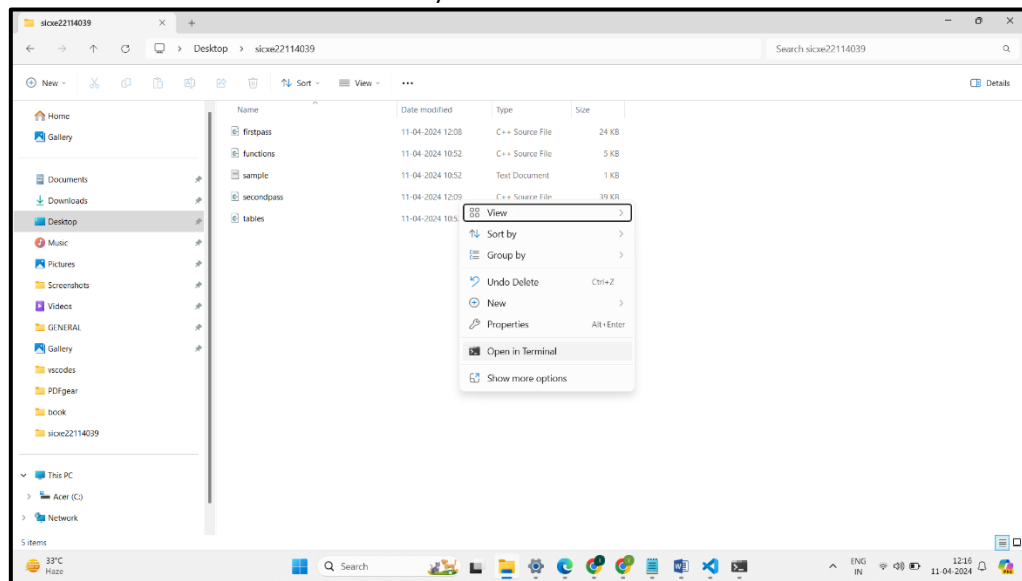 sicxe22114039
Desktop > sicxe22114039
Search sicxe22114039
New
Sort
View
Details
Home
Gallery
Documents
Downloads
Desktop
Music
Pictures
Screenshots
Videos
GENERAL
Gallery
vscodes
PDFgear
book
sicxe22114039
This PC
Acer (C:)
Network
Name Date modified Type Size
firstpass 11-04-2024 12:08 C++ Source File 24 KB
functions 11-04-2024 10:52 C++ Source File 5 KB
sample 11-04-2024 10:52 Text Document 1 KB
secondpass 11-04-2024 12:09 C++ Source File 39 KB
tables 11-04-2024 10:5
View
Sort by
Group by
Undo Delete Ctrl+Z
New
Properties Alt+Enter
Open in Terminal
Show more options
5 items
33°C
Haze
Search
ENG
IN
12:16
11-04-2024